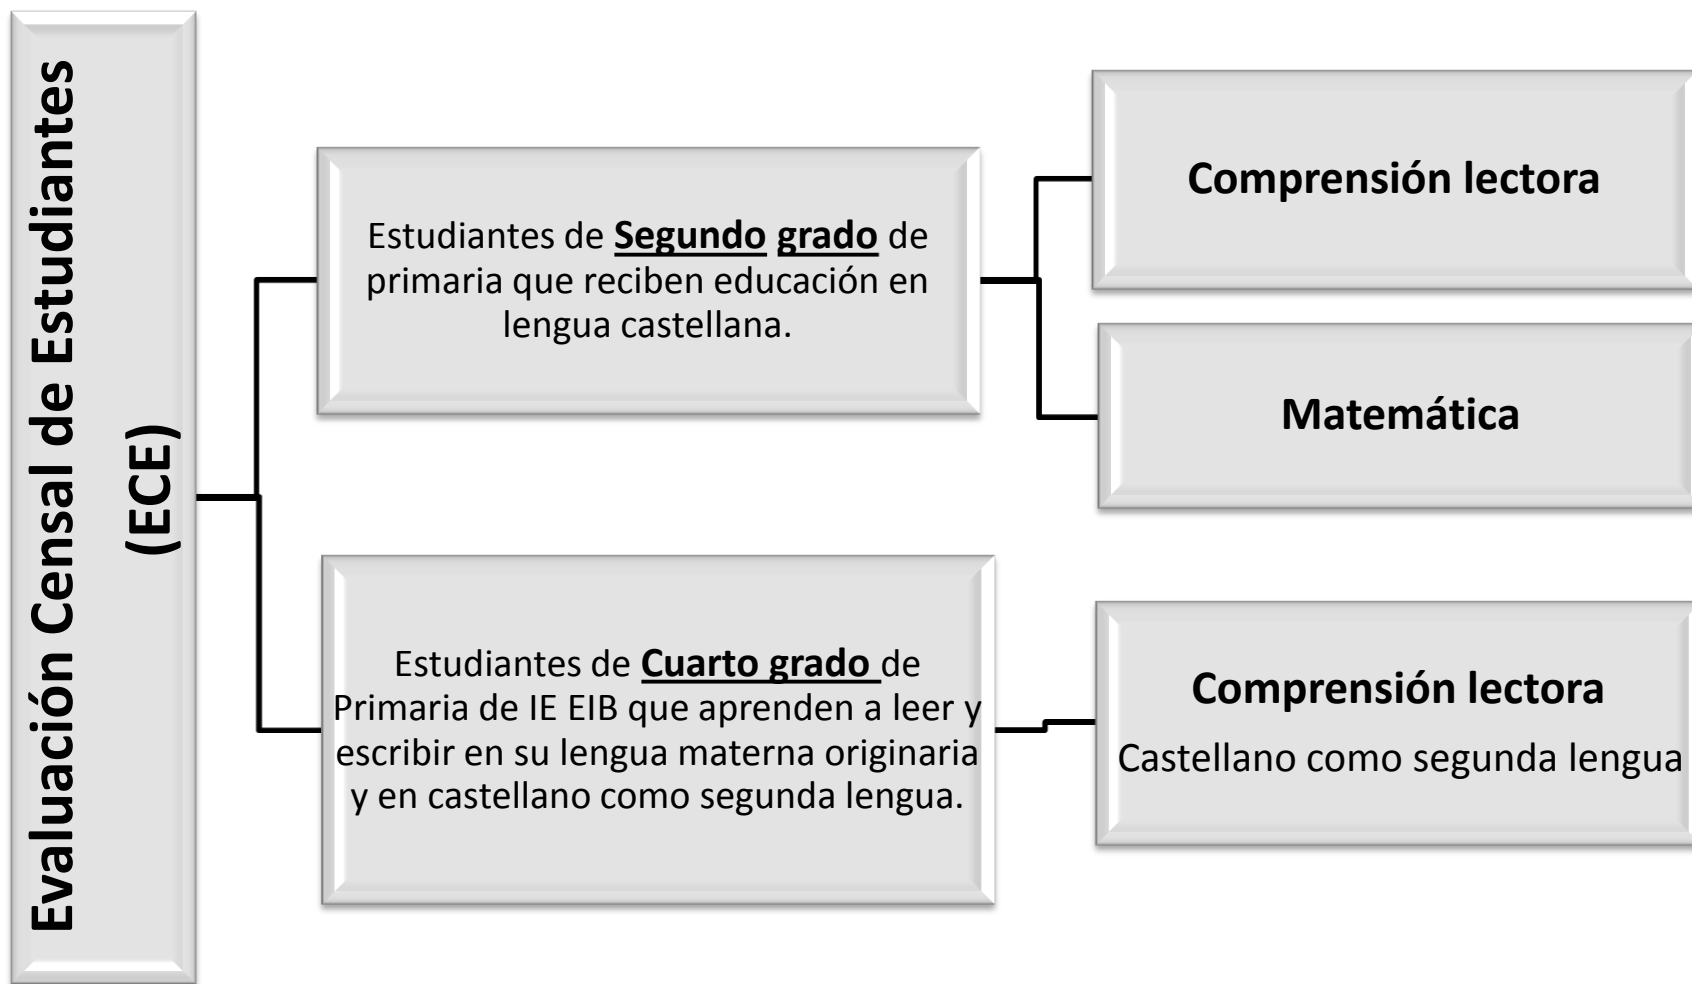 Evaluación Censal de Estudiantes
(ECE)
Estudiantes de Segundo grado de
primaria que reciben educación en
lengua castellana.
Comprensión lectora
Matemática
Estudiantes de Cuarto grado de
Primaria de IE EIB que aprenden a leer y
escribir en su lengua materna originaria
y en castellano como segunda lengua.
Comprensión lectora
Castellano como segunda lengua